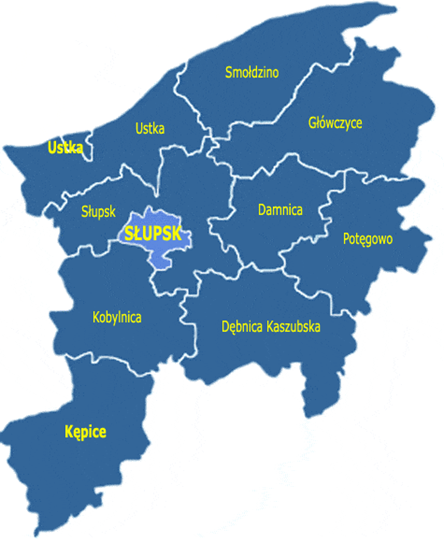 Smołdzino
Główczyce
Ustka
Ustka
Słupsk
Damnica
SŁUPSK
Potęgowo
Kobylnica
Dębnica Kaszubska
Kępice